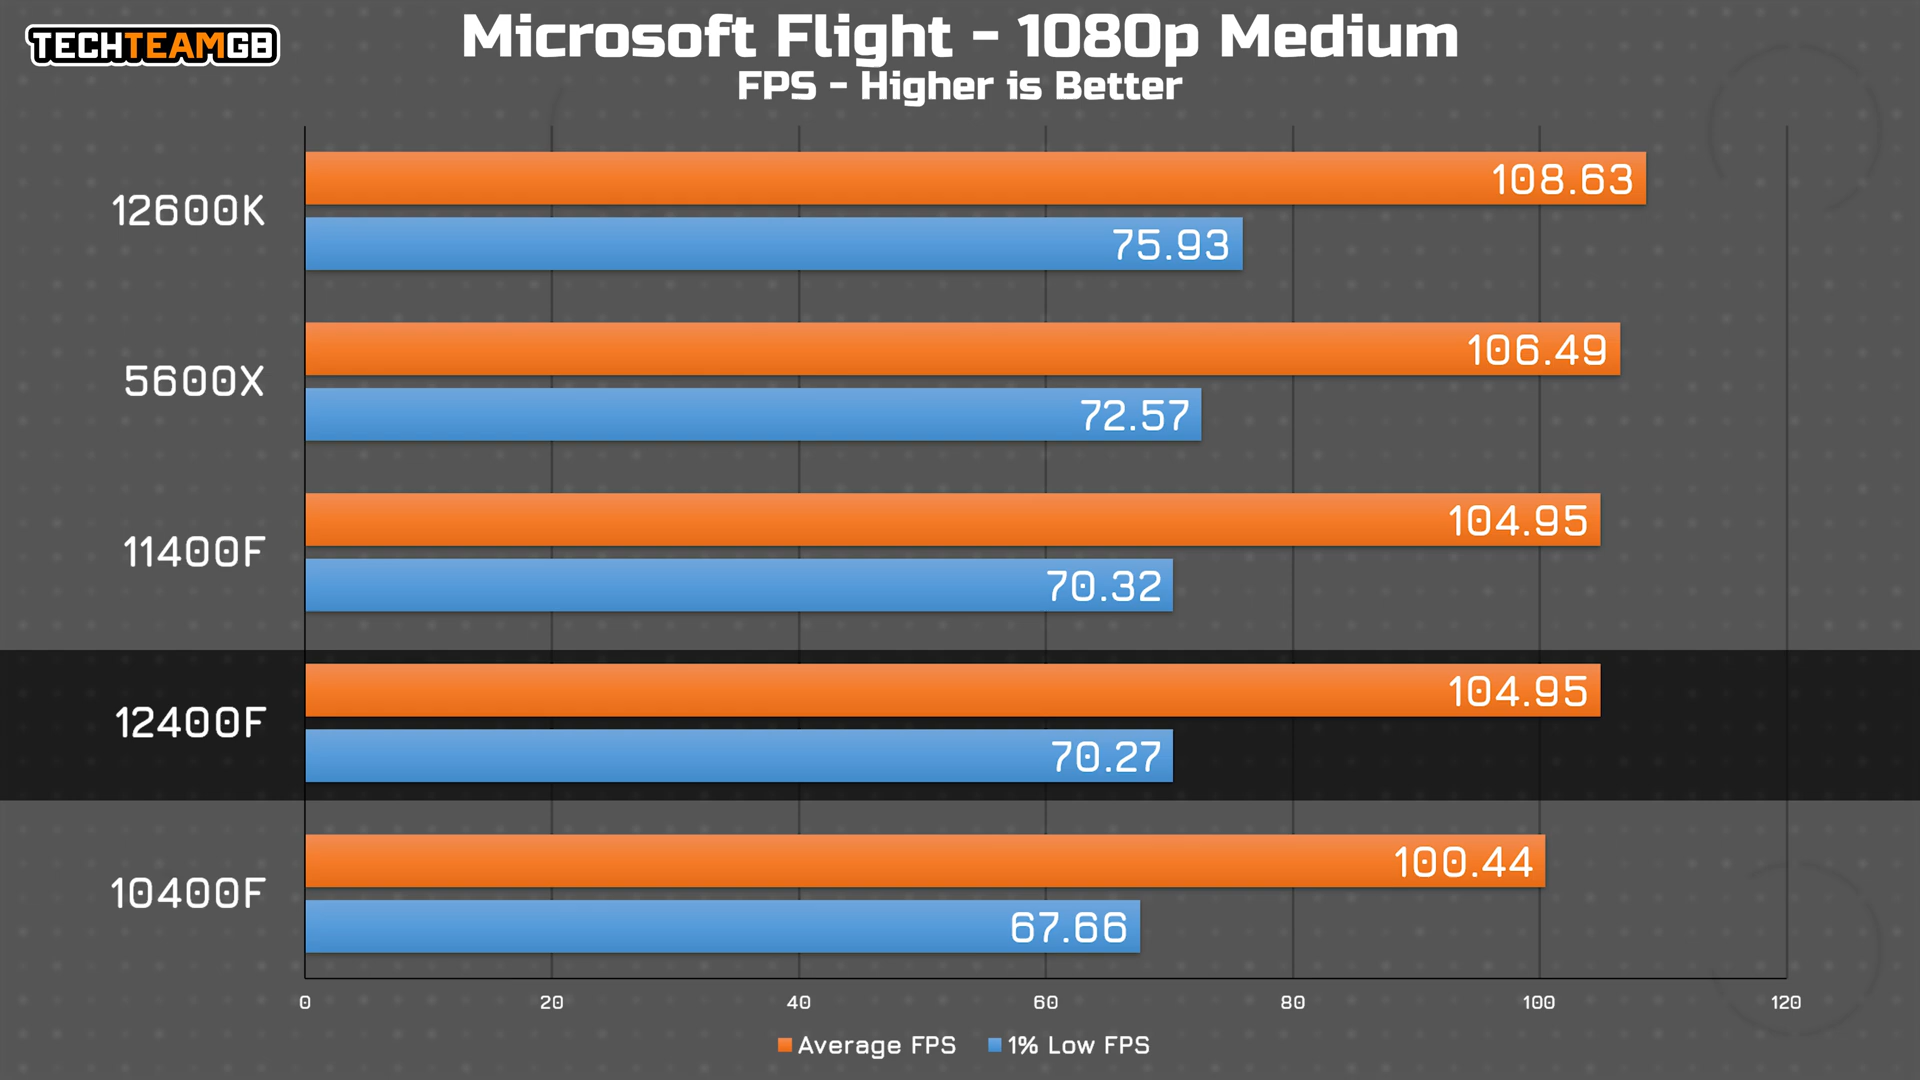 TECHTEAMGB
Microsoft Flight - 1080p Medium
FPS - Higher is Better
12600K
108.63
75.93
5600X
106.49
72.57
11400F
104.95
70.32
12400F
104.95
70.27
10400F
100.44
67.66
0 20 40 60 80 100 120
Average FPS 1% Low FPS